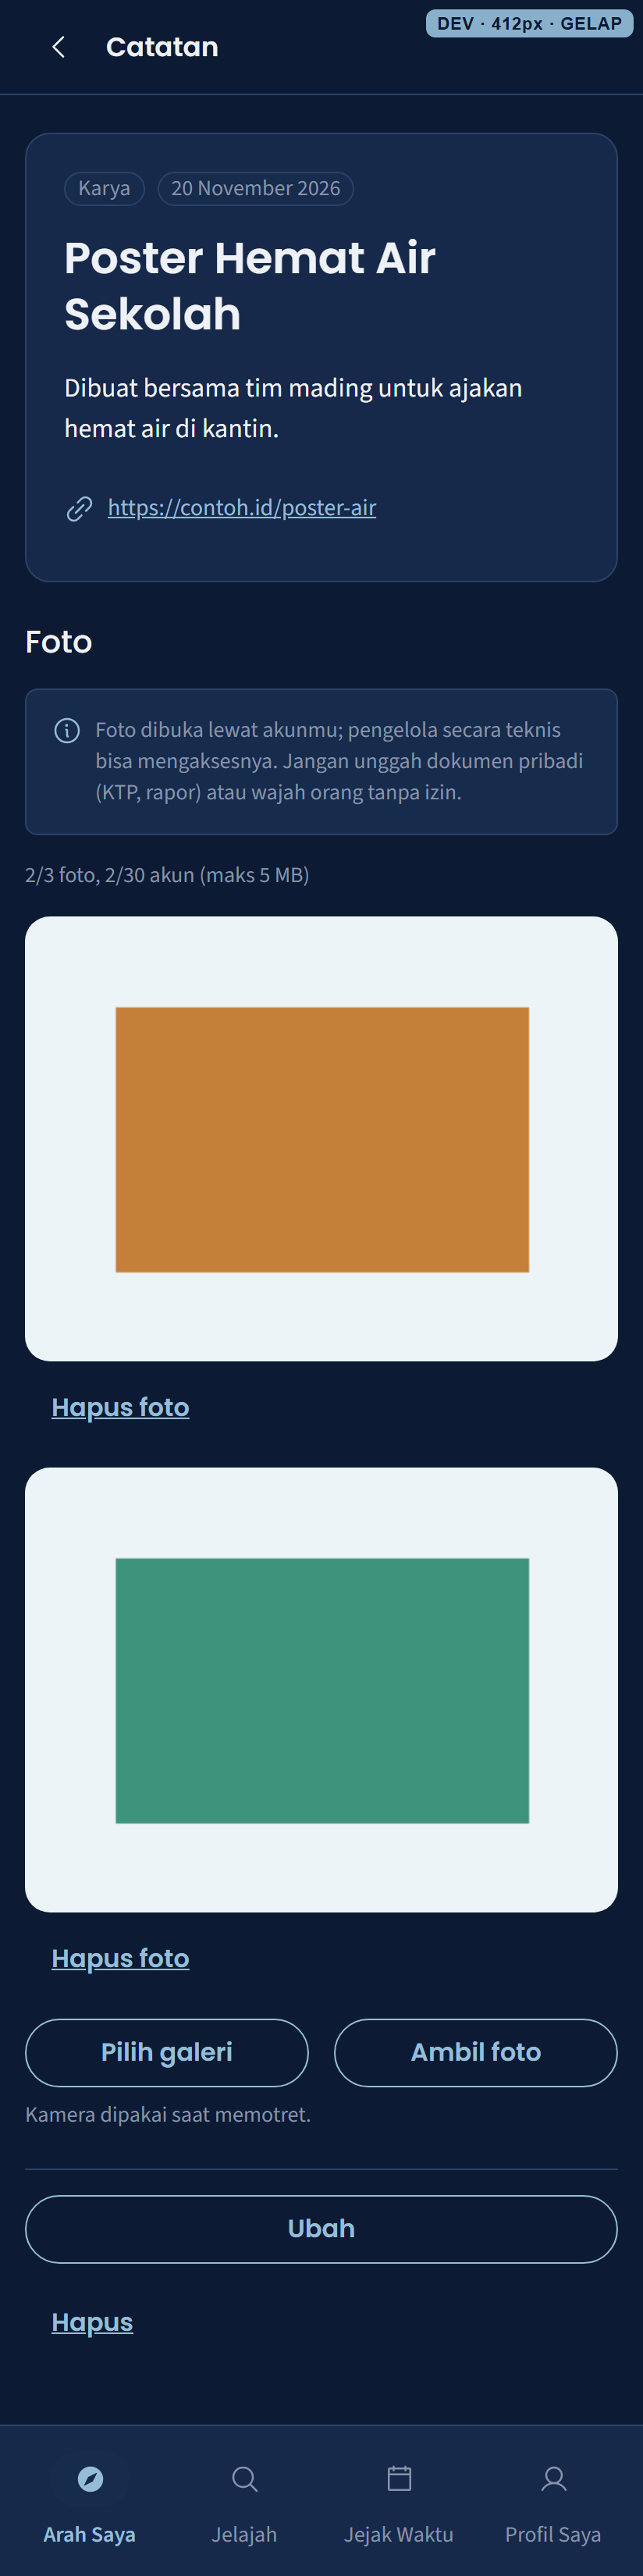 DEV · 412px · GELAP
Catatan
Karya
20 November 2026
Poster Hemat Air
Sekolah
Dibuat bersama tim mading untuk ajakan
hemat air di kantin.
https://contoh.id/poster-air
Foto
Foto dibuka lewat akunmu; pengelola secara teknis
bisa mengaksesnya. Jangan unggah dokumen pribadi
(KTP, rapor) atau wajah orang tanpa izin.
2/3 foto, 2/30 akun (maks 5 MB)
Hapus foto
Hapus foto
Pilih galeri
Ambil foto
Kamera dipakai saat memotret.
Ubah
Hapus
Arah Saya
Jelajah
Jejak Waktu
Profil Saya